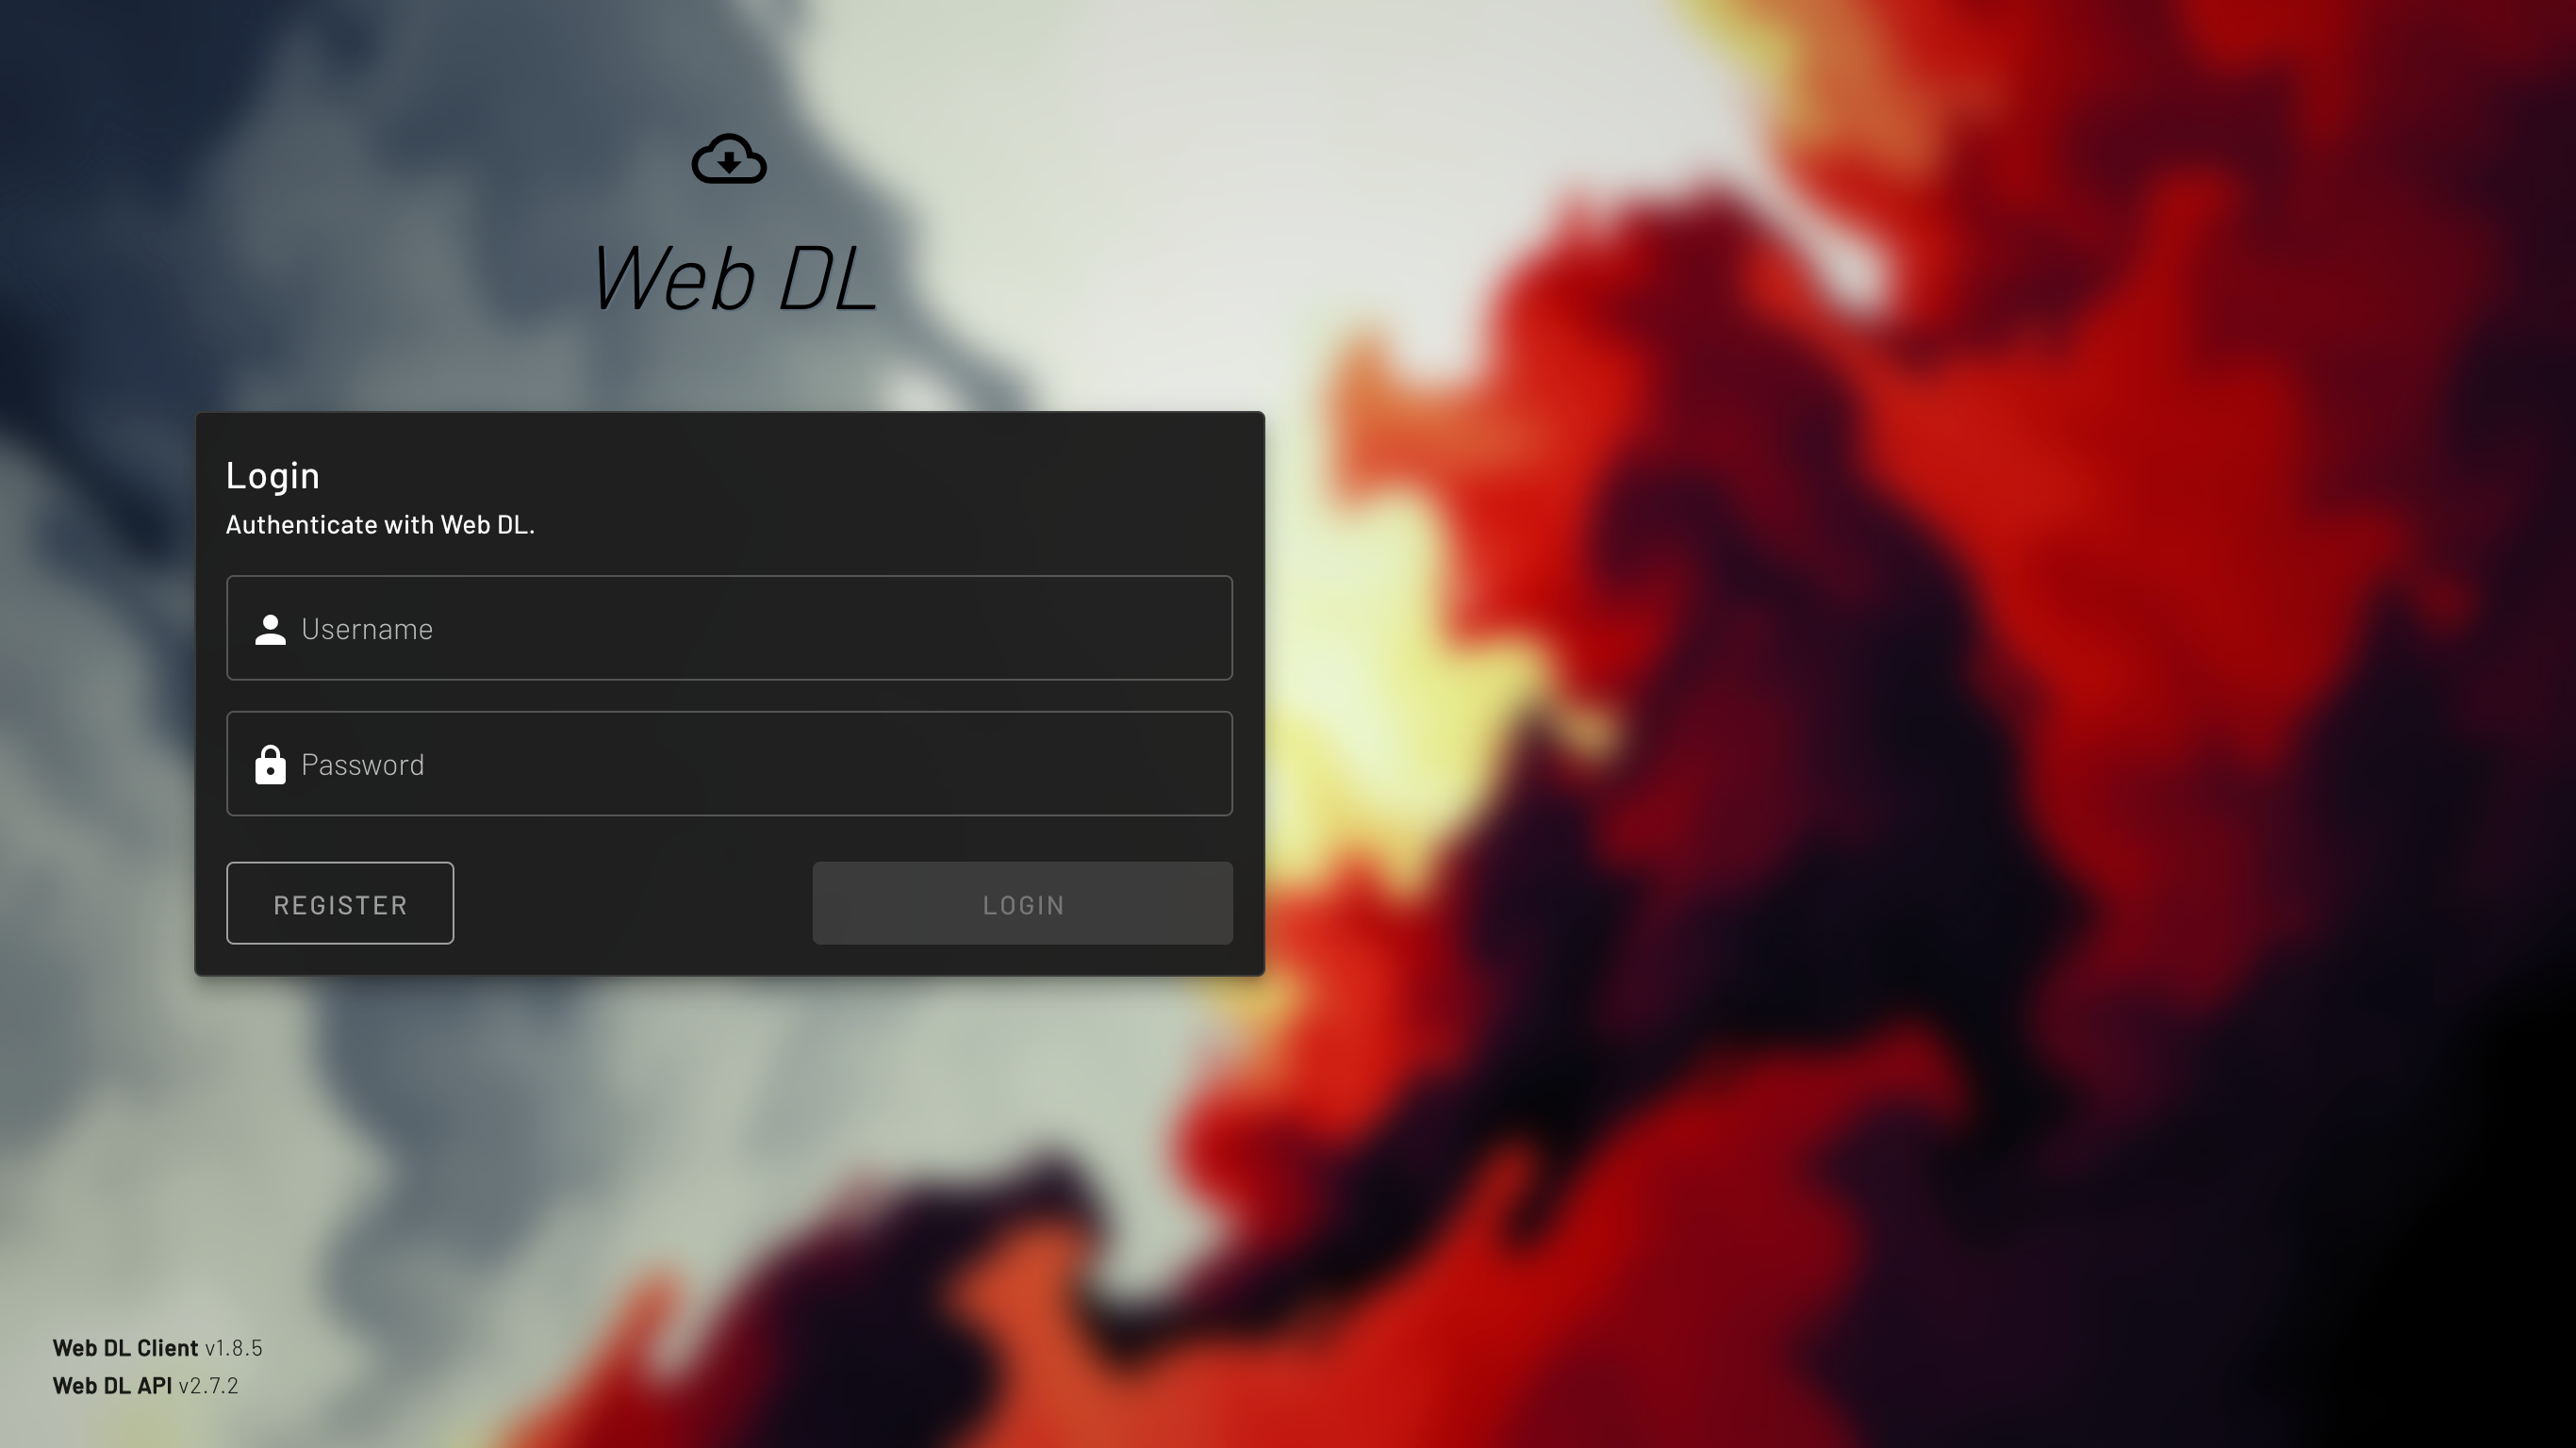 Web DL
Login
Authenticate with Web DL.
Username
Password
REGISTER
LOGIN
Web DL Client v1.8.5
Web DL API v2.7.2